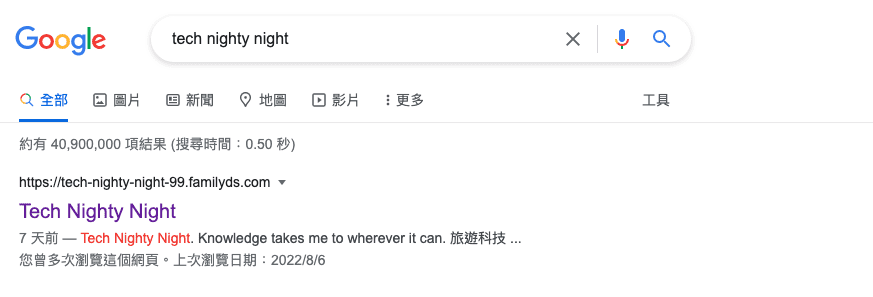 Google
tech nighty night
全部 圖片 新聞 地圖 影片 更多 工具
約有 40,900,000 項結果 (搜尋時間：0.50 秒)
https://tech-nighty-night-99.familyds.com
Tech Nighty Night
7 天前 — Tech Nighty Night. Knowledge takes me to wherever it can. 旅遊科技 ...
您曾多次瀏覽這個網頁。上次瀏覽日期：2022/8/6